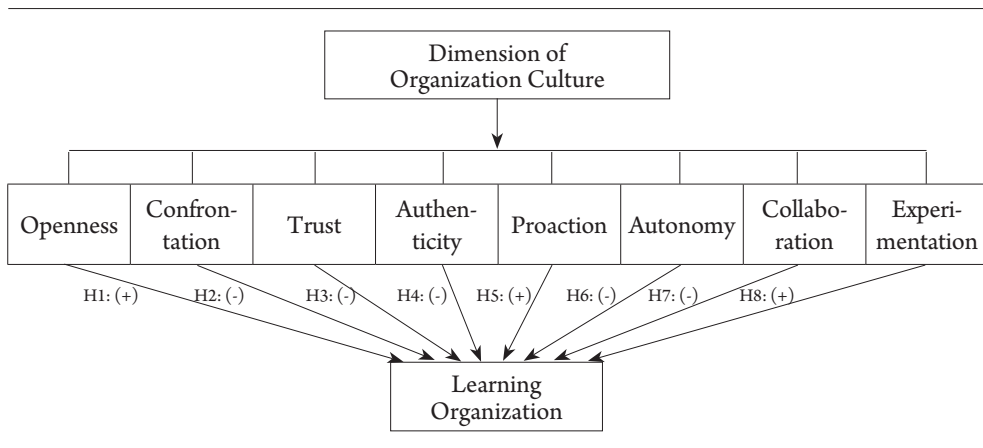 Dimension of
Organization Culture
Openness
Confron-
tation
Trust
Authen-
ticity
Proaction
Autonomy
Collabo-
ration
Experi-
mentation
H1: (+)
H2: (-)
H3: (-)
H4: (-)
H5: (+)
H6: (-)
H7: (-)
H8: (+)
Learning
Organization